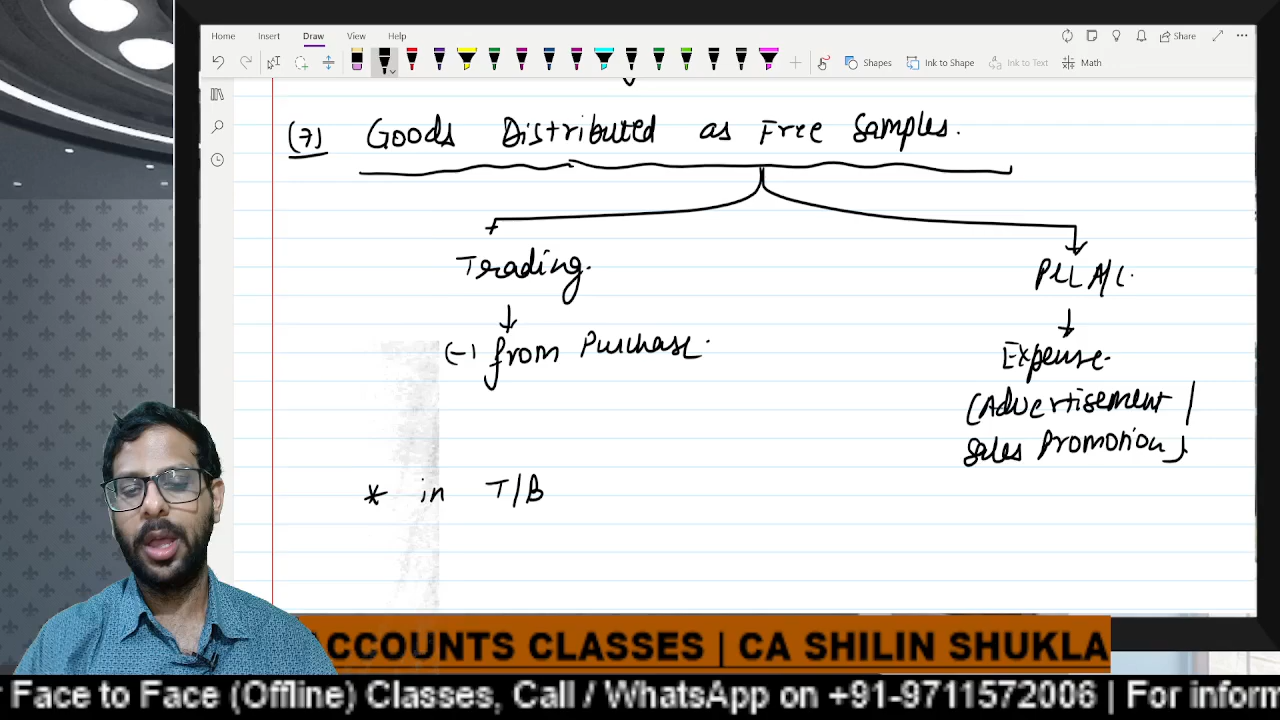 Home Insert Draw View Help
Share
Shapes Ink to Shape Ink to Text Math
(7) Goods Distributed as Free Samples.
Trading. P&L A/C.
(-) from Purchase. Expense.
(Advertisement /
Sales Promotion)
* in T/B
ACCOUNTS CLASSES | CA SHILIN SHUKLA
Face to Face (Offline) Classes, Call / WhatsApp on +91-9711572006 | For inform